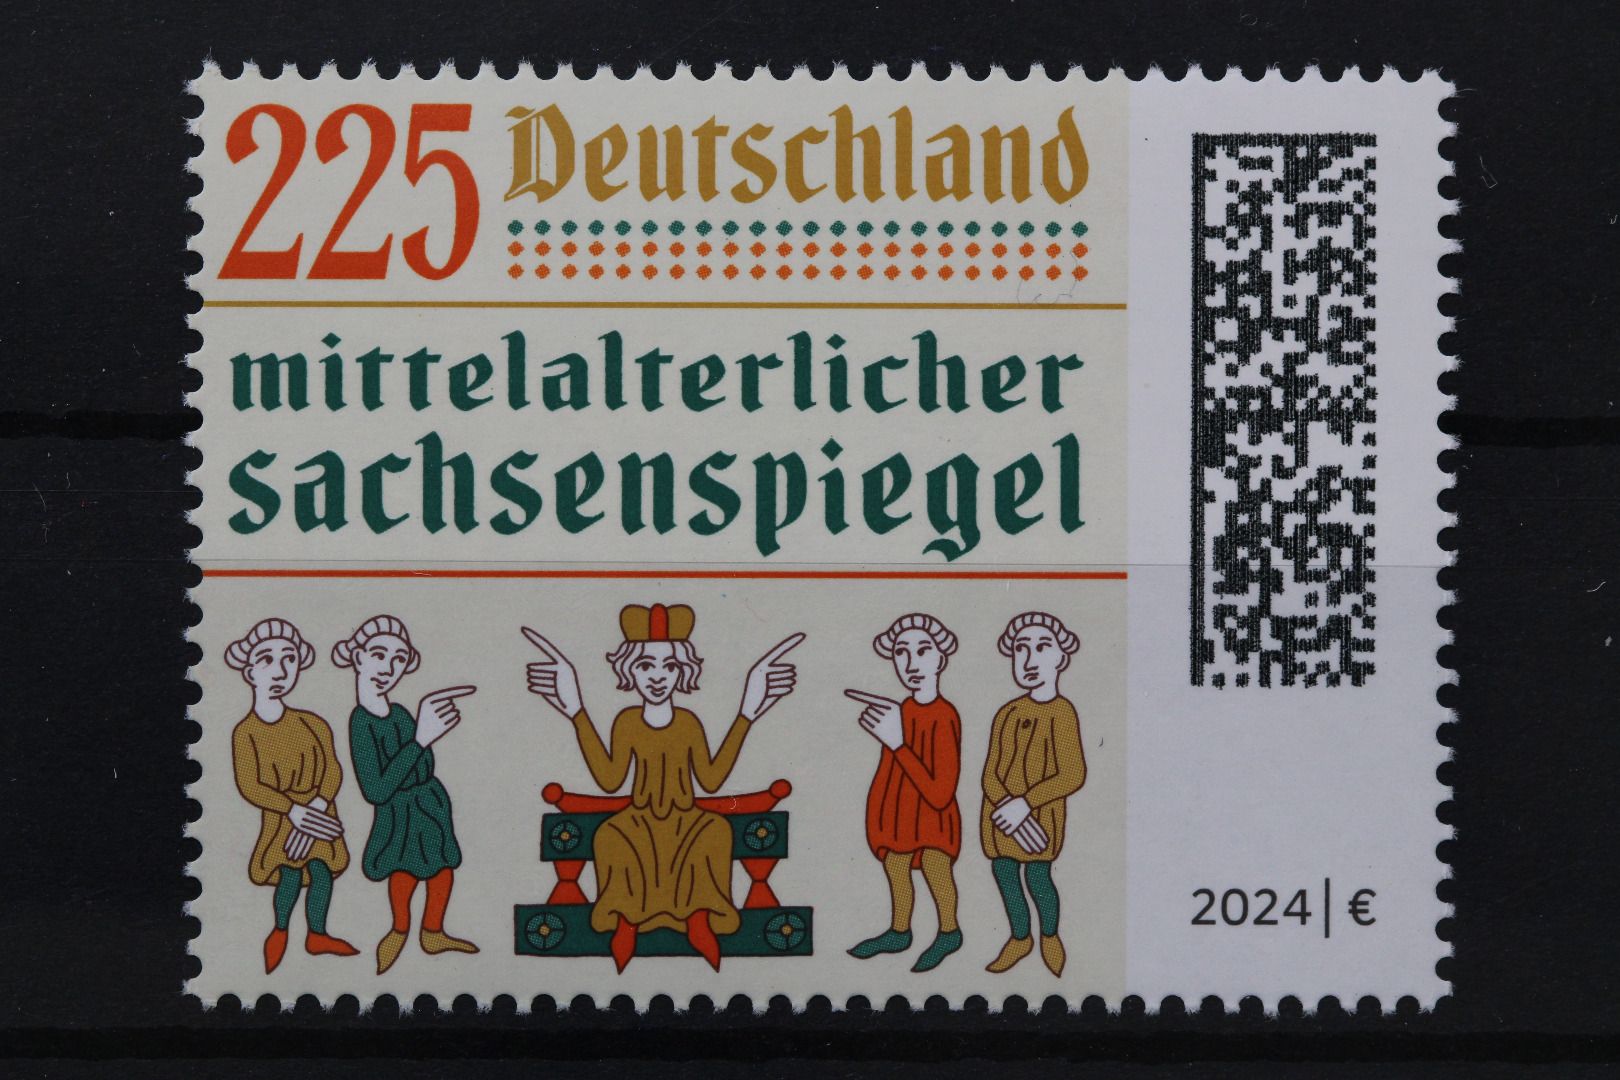 225 Deutschland
mittelalterlicher
sachsenspiegel
2024 | €